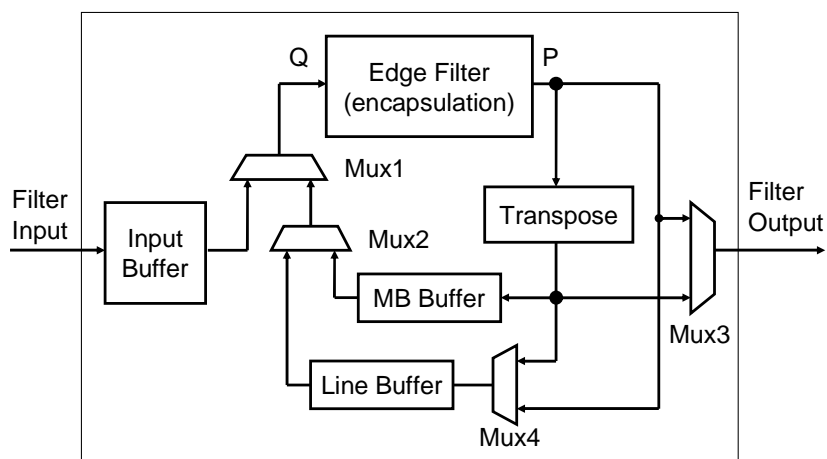 Q
Edge Filter
(encapsulation)
P
Mux1
Filter
Input
Input
Buffer
Mux2
Transpose
Filter
Output
MB Buffer
Mux3
Line Buffer
Mux4